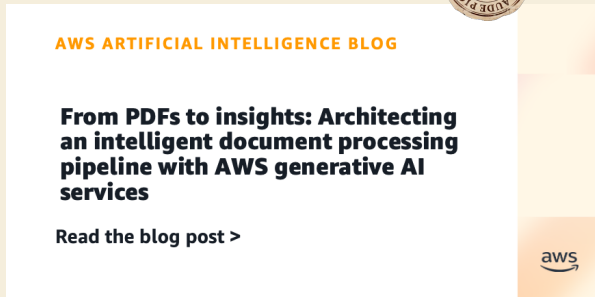 AWS ARTIFICIAL INTELLIGENCE BLOG
From PDFs to insights: Architecting
an intelligent document processing
pipeline with AWS generative AI
services
Read the blog post >
aws